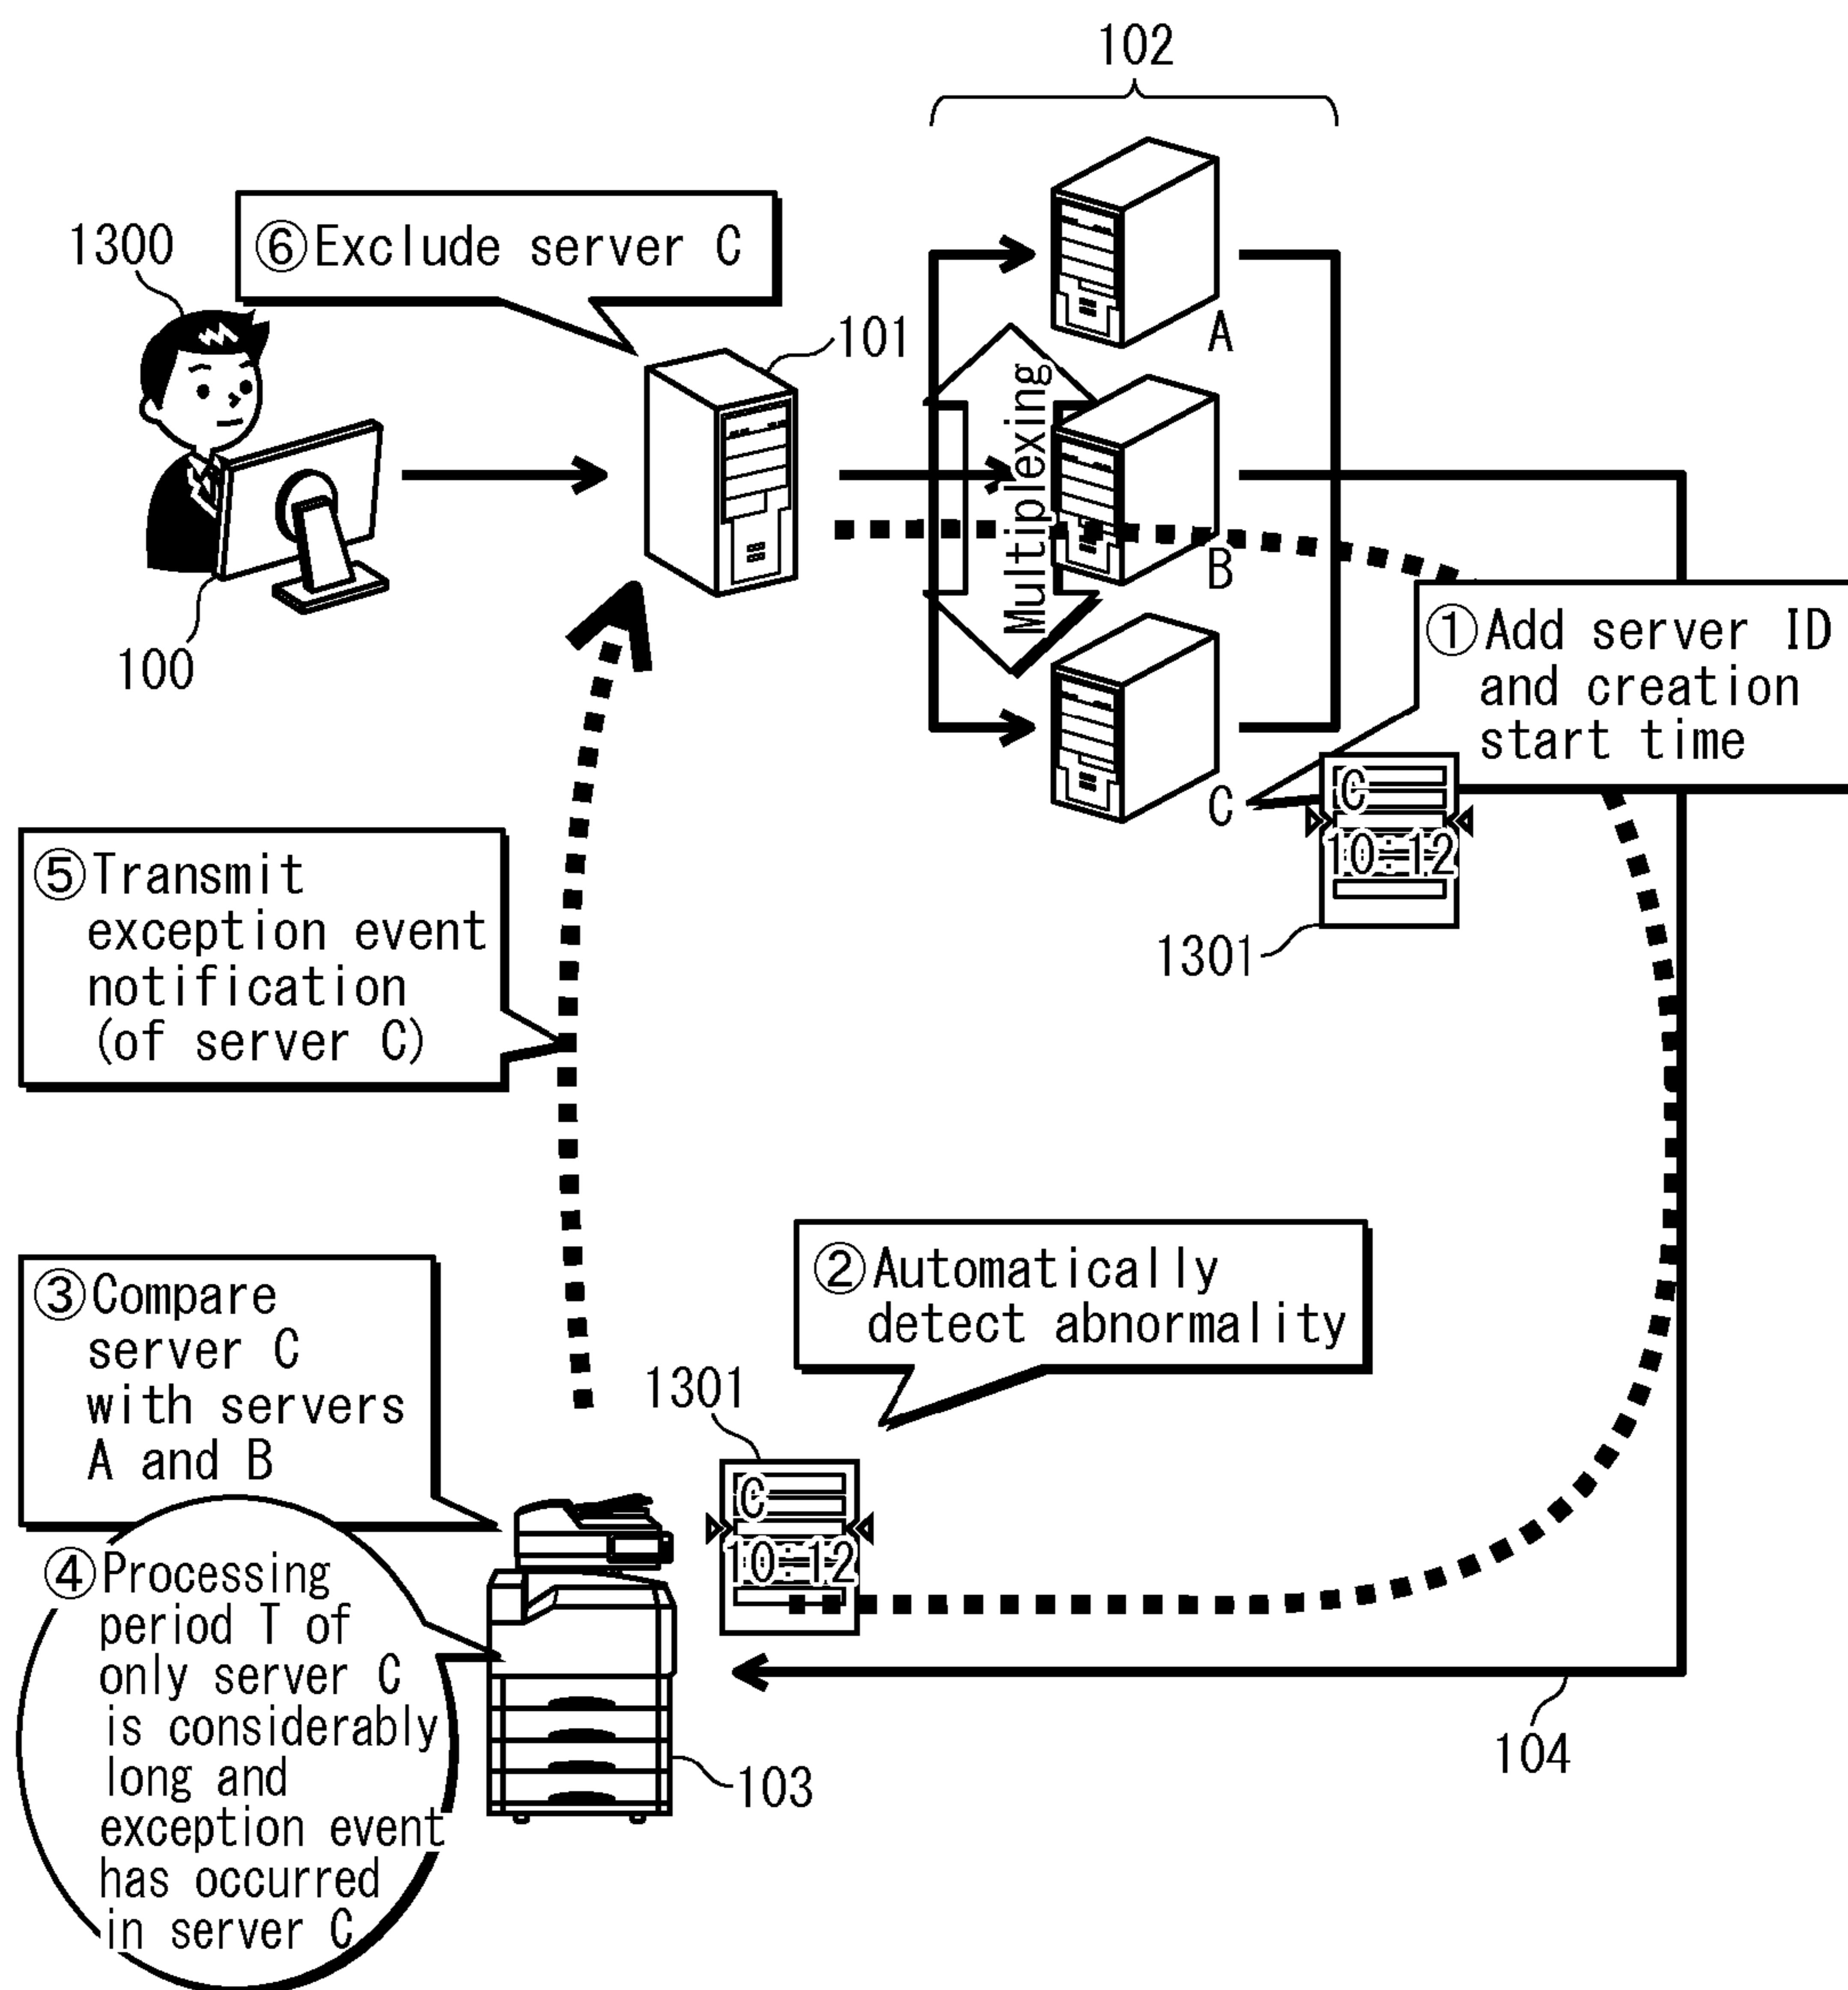 102
1300
⑥Exclude server C
101
A
Multiplexing
B
100
①Add server ID
and creation
start time
C
C
10:12
1301
⑤Transmit
exception event
notification
(of server C)
②Automatically
detect abnormality
③Compare
server C
with servers
A and B
1301
C
10:12
④Processing
period T of
only server C
is considerably
long and
exception event
has occurred
in server C
103
104